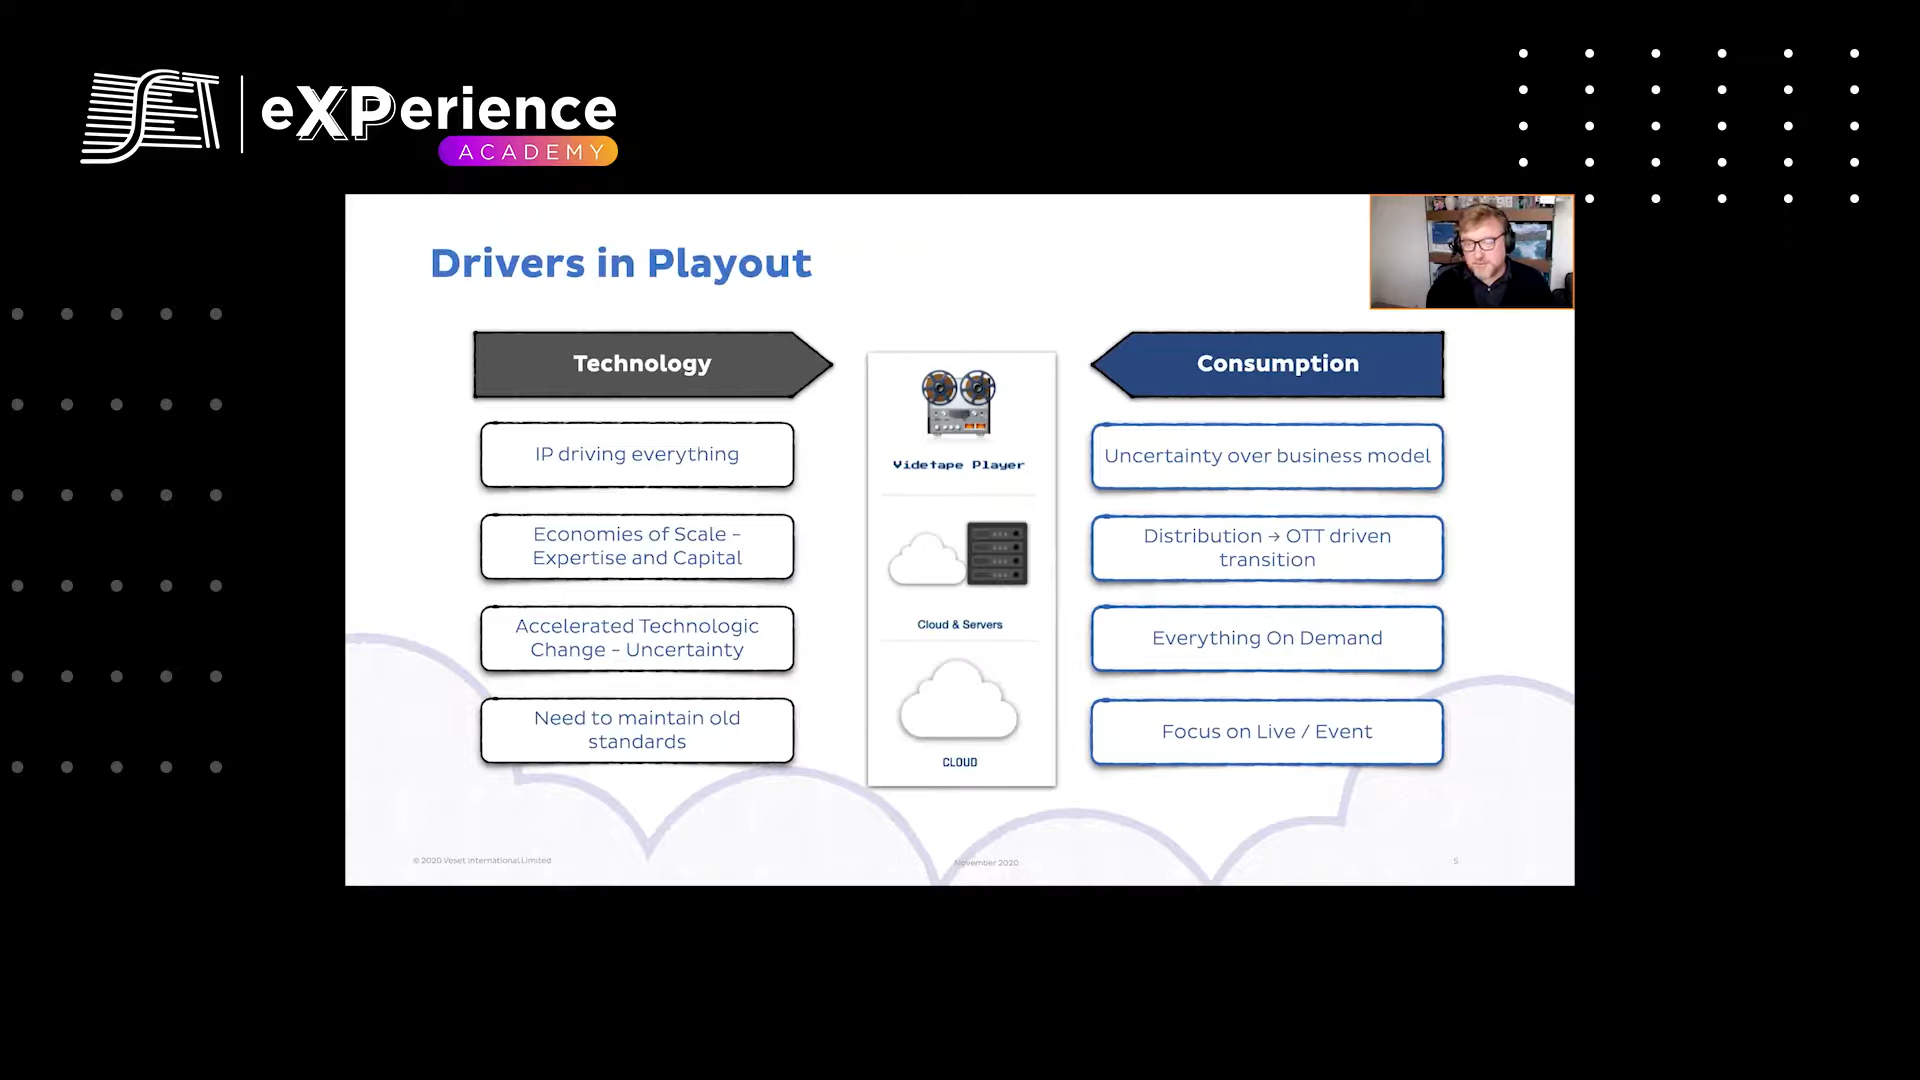 SET
eXPerience
ACADEMY
Drivers in Playout
Technology
IP driving everything
Economies of Scale –
Expertise and Capital
Accelerated Technologic
Change – Uncertainty
Need to maintain old
standards
Videtape Player
Cloud & Servers
CLOUD
Consumption
Uncertainty over business model
Distribution → OTT driven
transition
Everything On Demand
Focus on Live / Event
© 2020 Veset International Limited
November 2020
5